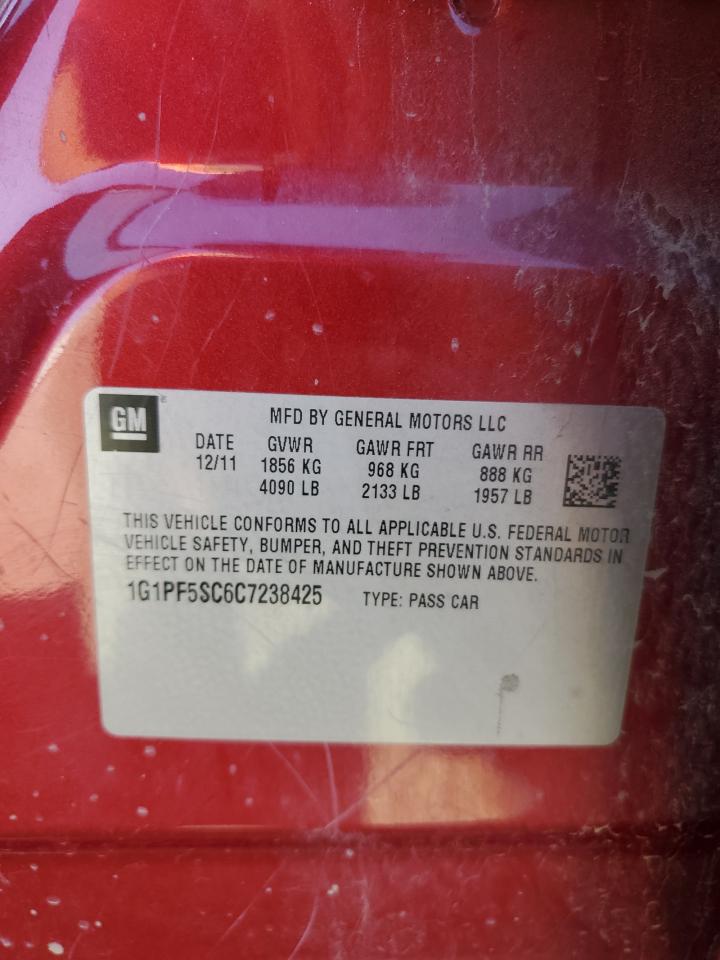 GM
MFD BY GENERAL MOTORS LLC
DATE GVWR GAWR FRT GAWR RR
12/11 1856 KG 968 KG 888 KG
4090 LB 2133 LB 1957 LB
THIS VEHICLE CONFORMS TO ALL APPLICABLE U.S. FEDERAL MOTOR
VEHICLE SAFETY, BUMPER, AND THEFT PREVENTION STANDARDS IN
EFFECT ON THE DATE OF MANUFACTURE SHOWN ABOVE.
1G1PF5SC6C7238425 TYPE: PASS CAR